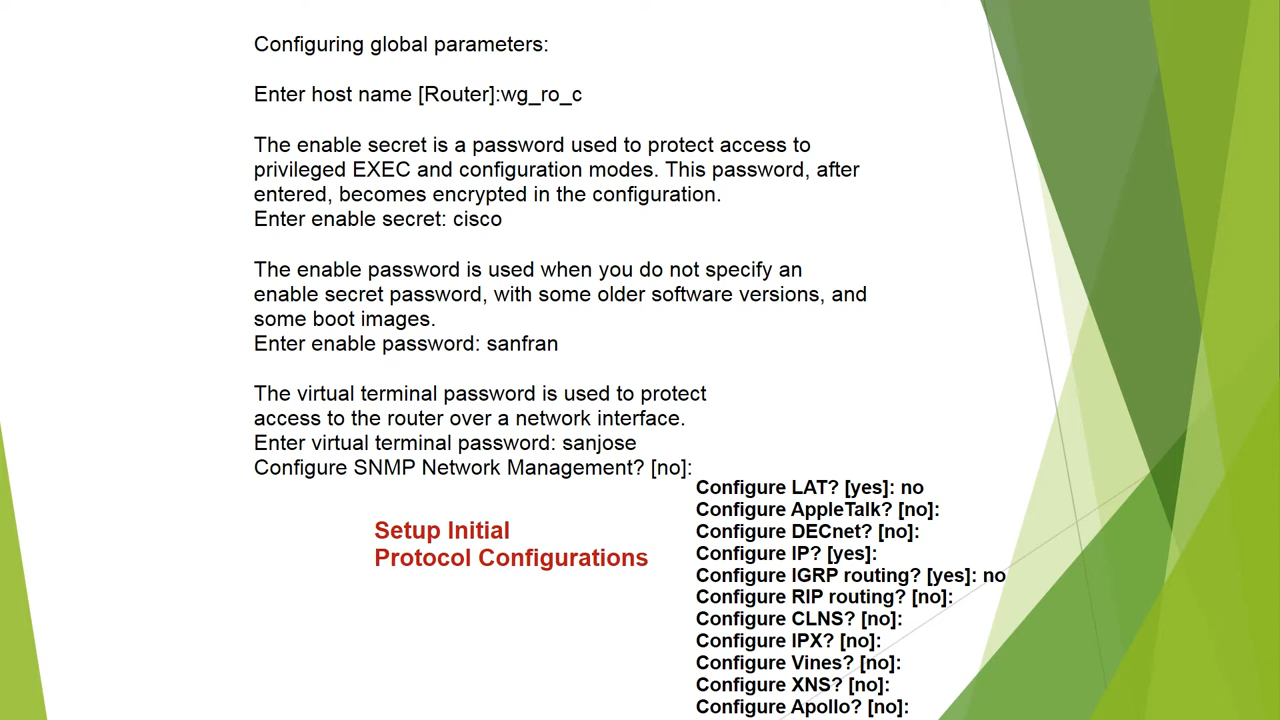 Configuring global parameters:
Enter host name [Router]:wg_ro_c
The enable secret is a password used to protect access to
privileged EXEC and configuration modes. This password, after
entered, becomes encrypted in the configuration.
Enter enable secret: cisco
The enable password is used when you do not specify an
enable secret password, with some older software versions, and
some boot images.
Enter enable password: sanfran
The virtual terminal password is used to protect
access to the router over a network interface.
Enter virtual terminal password: sanjose
Configure SNMP Network Management? [no]:
Setup Initial
Protocol Configurations
Configure LAT? [yes]: no
Configure AppleTalk? [no]:
Configure DECnet? [no]:
Configure IP? [yes]:
Configure IGRP routing? [yes]: no
Configure RIP routing? [no]:
Configure CLNS? [no]:
Configure IPX? [no]:
Configure Vines? [no]:
Configure XNS? [no]:
Configure Apollo? [no]: